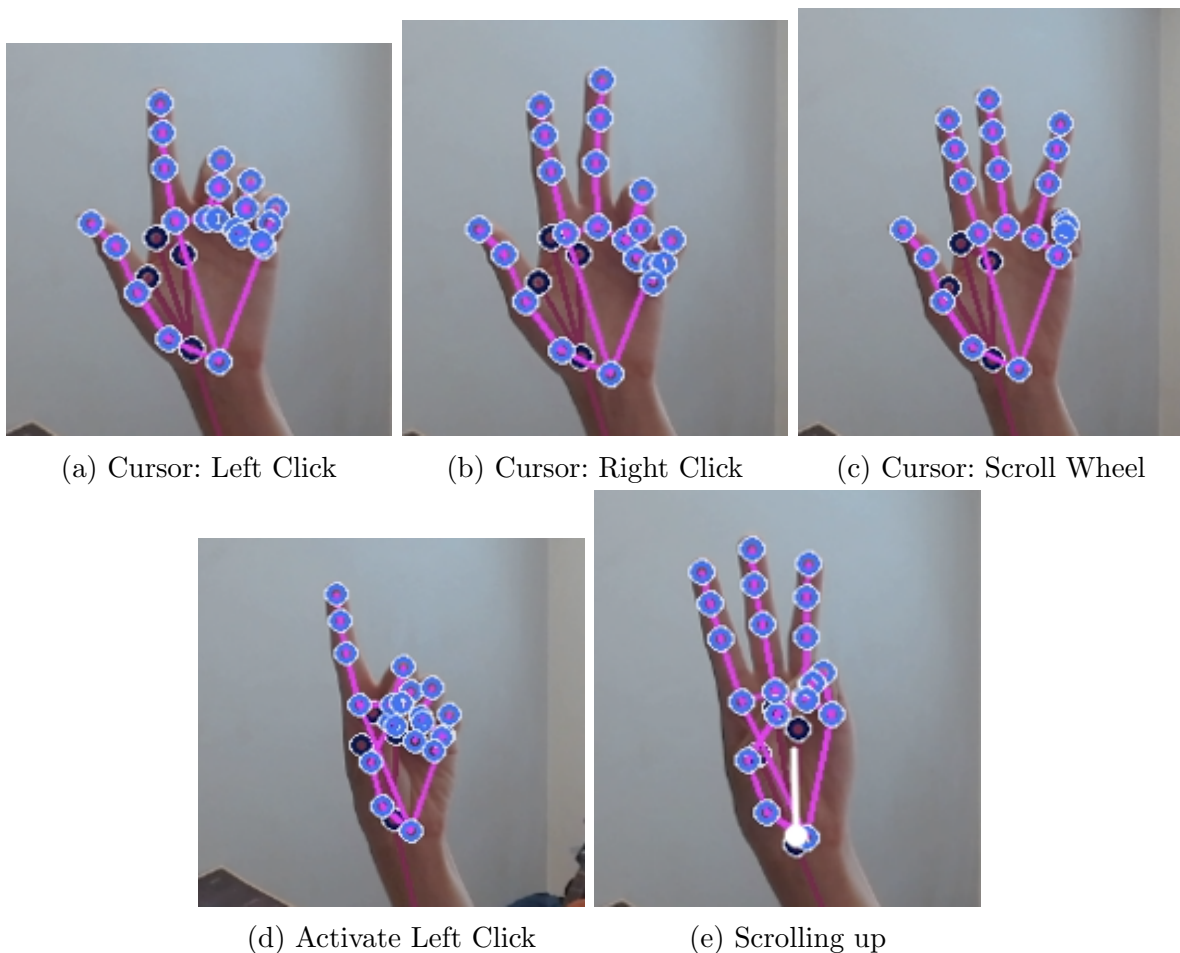 (a) Cursor: Left Click
(b) Cursor: Right Click
(c) Cursor: Scroll Wheel
(d) Activate Left Click
(e) Scrolling up